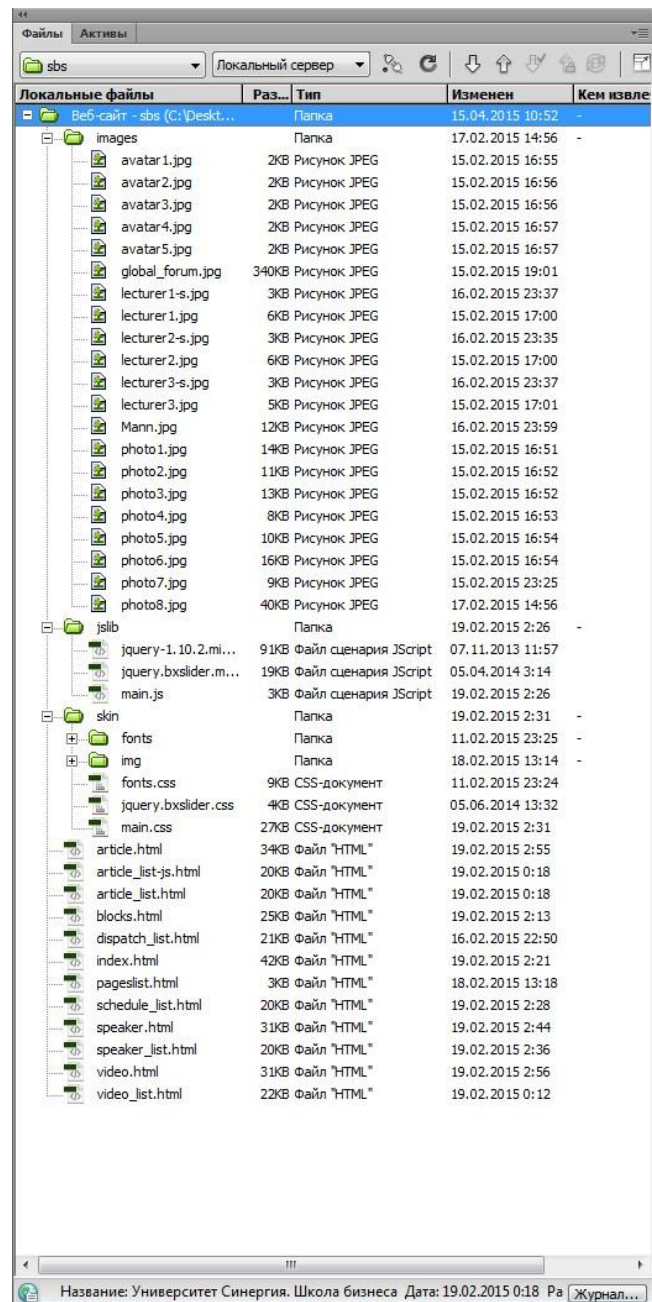 Файлы Активы
sbs Локальный сервер
Локальные файлы Раз... Тип Изменен Кем извле
Веб-сайт - sbs (C:\Deskt... Папка 15.04.2015 10:52 -
images Папка 17.02.2015 14:56 -
avatar1.jpg 2KB Рисунок JPEG 15.02.2015 16:55
avatar2.jpg 2KB Рисунок JPEG 15.02.2015 16:56
avatar3.jpg 2KB Рисунок JPEG 15.02.2015 16:56
avatar4.jpg 2KB Рисунок JPEG 15.02.2015 16:57
avatar5.jpg 2KB Рисунок JPEG 15.02.2015 16:57
global_forum.jpg 340KB Рисунок JPEG 15.02.2015 19:01
lecturer1-s.jpg 3KB Рисунок JPEG 16.02.2015 23:37
lecturer1.jpg 6KB Рисунок JPEG 15.02.2015 17:00
lecturer2-s.jpg 3KB Рисунок JPEG 16.02.2015 23:35
lecturer2.jpg 6KB Рисунок JPEG 15.02.2015 17:00
lecturer3-s.jpg 3KB Рисунок JPEG 16.02.2015 23:37
lecturer3.jpg 5KB Рисунок JPEG 15.02.2015 17:01
Mann.jpg 12KB Рисунок JPEG 16.02.2015 23:59
photo1.jpg 14KB Рисунок JPEG 15.02.2015 16:51
photo2.jpg 11KB Рисунок JPEG 15.02.2015 16:52
photo3.jpg 13KB Рисунок JPEG 15.02.2015 16:52
photo4.jpg 8KB Рисунок JPEG 15.02.2015 16:53
photo5.jpg 10KB Рисунок JPEG 15.02.2015 16:54
photo6.jpg 16KB Рисунок JPEG 15.02.2015 16:54
photo7.jpg 9KB Рисунок JPEG 15.02.2015 23:25
photo8.jpg 40KB Рисунок JPEG 17.02.2015 14:56
jslib Папка 19.02.2015 2:26 -
jquery-1.10.2.mi... 91KB Файл сценария JScript 07.11.2013 11:57
jquery.bxslider.m... 19KB Файл сценария JScript 05.04.2014 3:14
main.js 3KB Файл сценария JScript 19.02.2015 2:26
skin Папка 19.02.2015 2:31 -
fonts Папка 11.02.2015 23:25 -
img Папка 18.02.2015 13:14 -
fonts.css 9KB CSS-документ 11.02.2015 23:24
jquery.bxslider.css 4KB CSS-документ 05.06.2014 13:32
main.css 27KB CSS-документ 19.02.2015 2:31
article.html 34KB Файл "HTML" 19.02.2015 2:55
article_list-js.html 20KB Файл "HTML" 19.02.2015 0:18
article_list.html 20KB Файл "HTML" 19.02.2015 0:18
blocks.html 25KB Файл "HTML" 19.02.2015 2:13
dispatch_list.html 21KB Файл "HTML" 16.02.2015 22:50
index.html 42KB Файл "HTML" 19.02.2015 2:21
pageslist.html 3KB Файл "HTML" 18.02.2015 13:18
schedule_list.html 20KB Файл "HTML" 19.02.2015 2:28
speaker.html 31KB Файл "HTML" 19.02.2015 2:44
speaker_list.html 20KB Файл "HTML" 19.02.2015 2:36
video.html 31KB Файл "HTML" 19.02.2015 2:56
video_list.html 22KB Файл "HTML" 19.02.2015 0:12
Название: Университет Синергия. Школа бизнеса Дата: 19.02.2015 0:18 Ра Журнал...